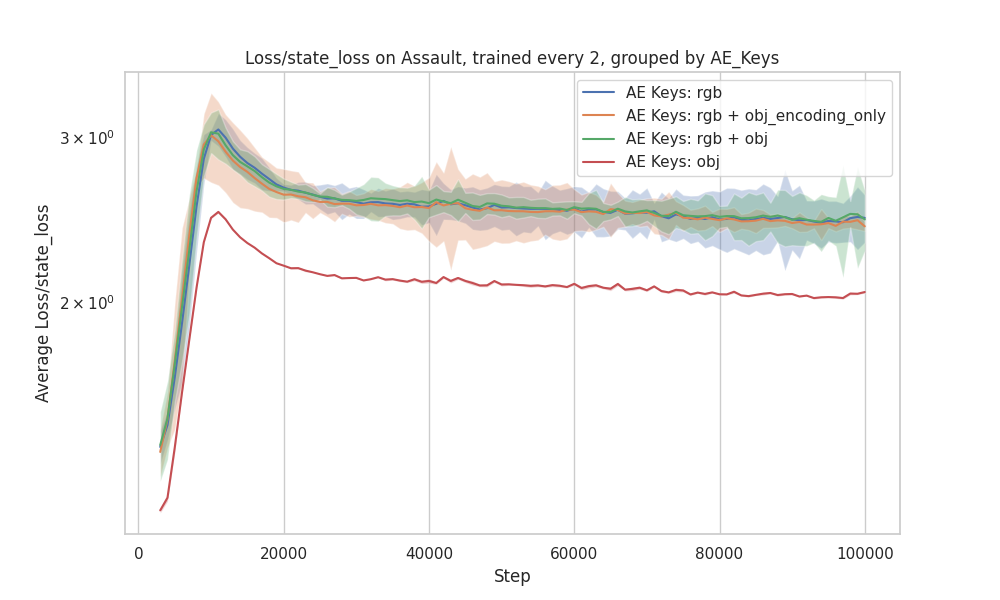 Loss/state_loss on Assault, trained every 2, grouped by AE_Keys
AE Keys: rgb
AE Keys: rgb + obj_encoding_only
AE Keys: rgb + obj
AE Keys: obj
3 × 10⁰
2 × 10⁰
Average Loss/state_loss
0
20000
40000
60000
80000
100000
Step